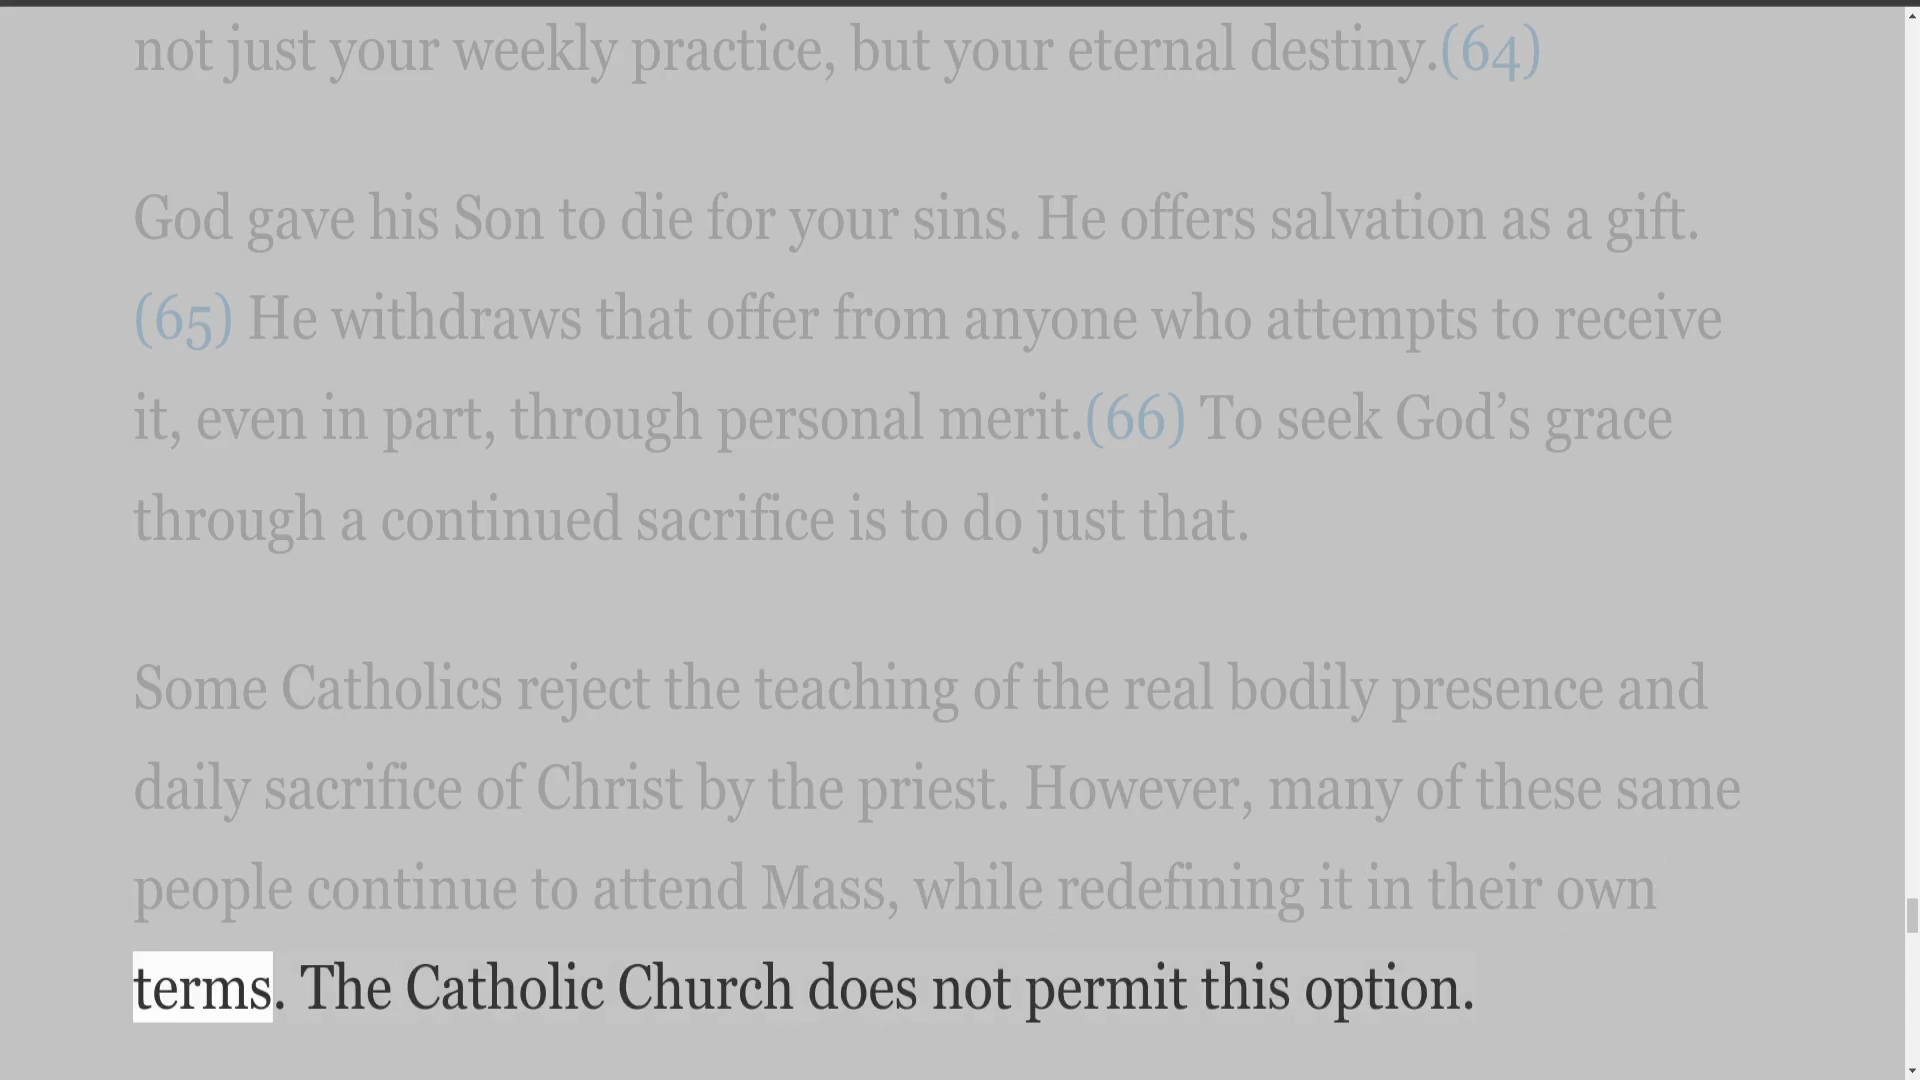 not just your weekly practice, but your eternal destiny.(64)
God gave his Son to die for your sins. He offers salvation as a gift.
(65) He withdraws that offer from anyone who attempts to receive
it, even in part, through personal merit.(66) To seek God’s grace
through a continued sacrifice is to do just that.
Some Catholics reject the teaching of the real bodily presence and
daily sacrifice of Christ by the priest. However, many of these same
people continue to attend Mass, while redefining it in their own
terms. The Catholic Church does not permit this option.